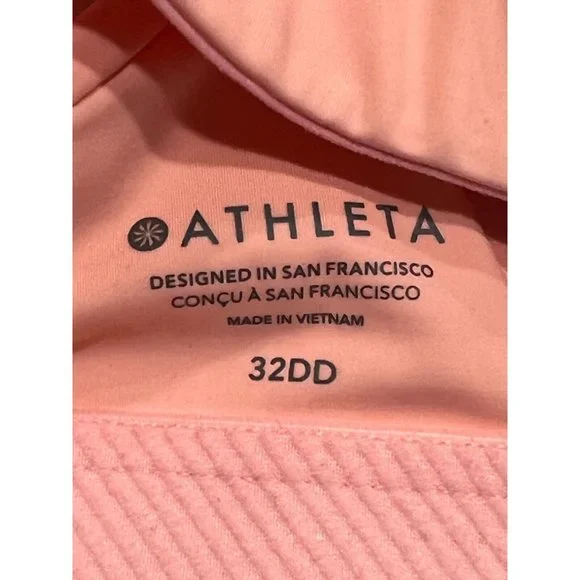 ATHLETA
DESIGNED IN SAN FRANCISCO
CONÇU À SAN FRANCISCO
MADE IN VIETNAM
32DD